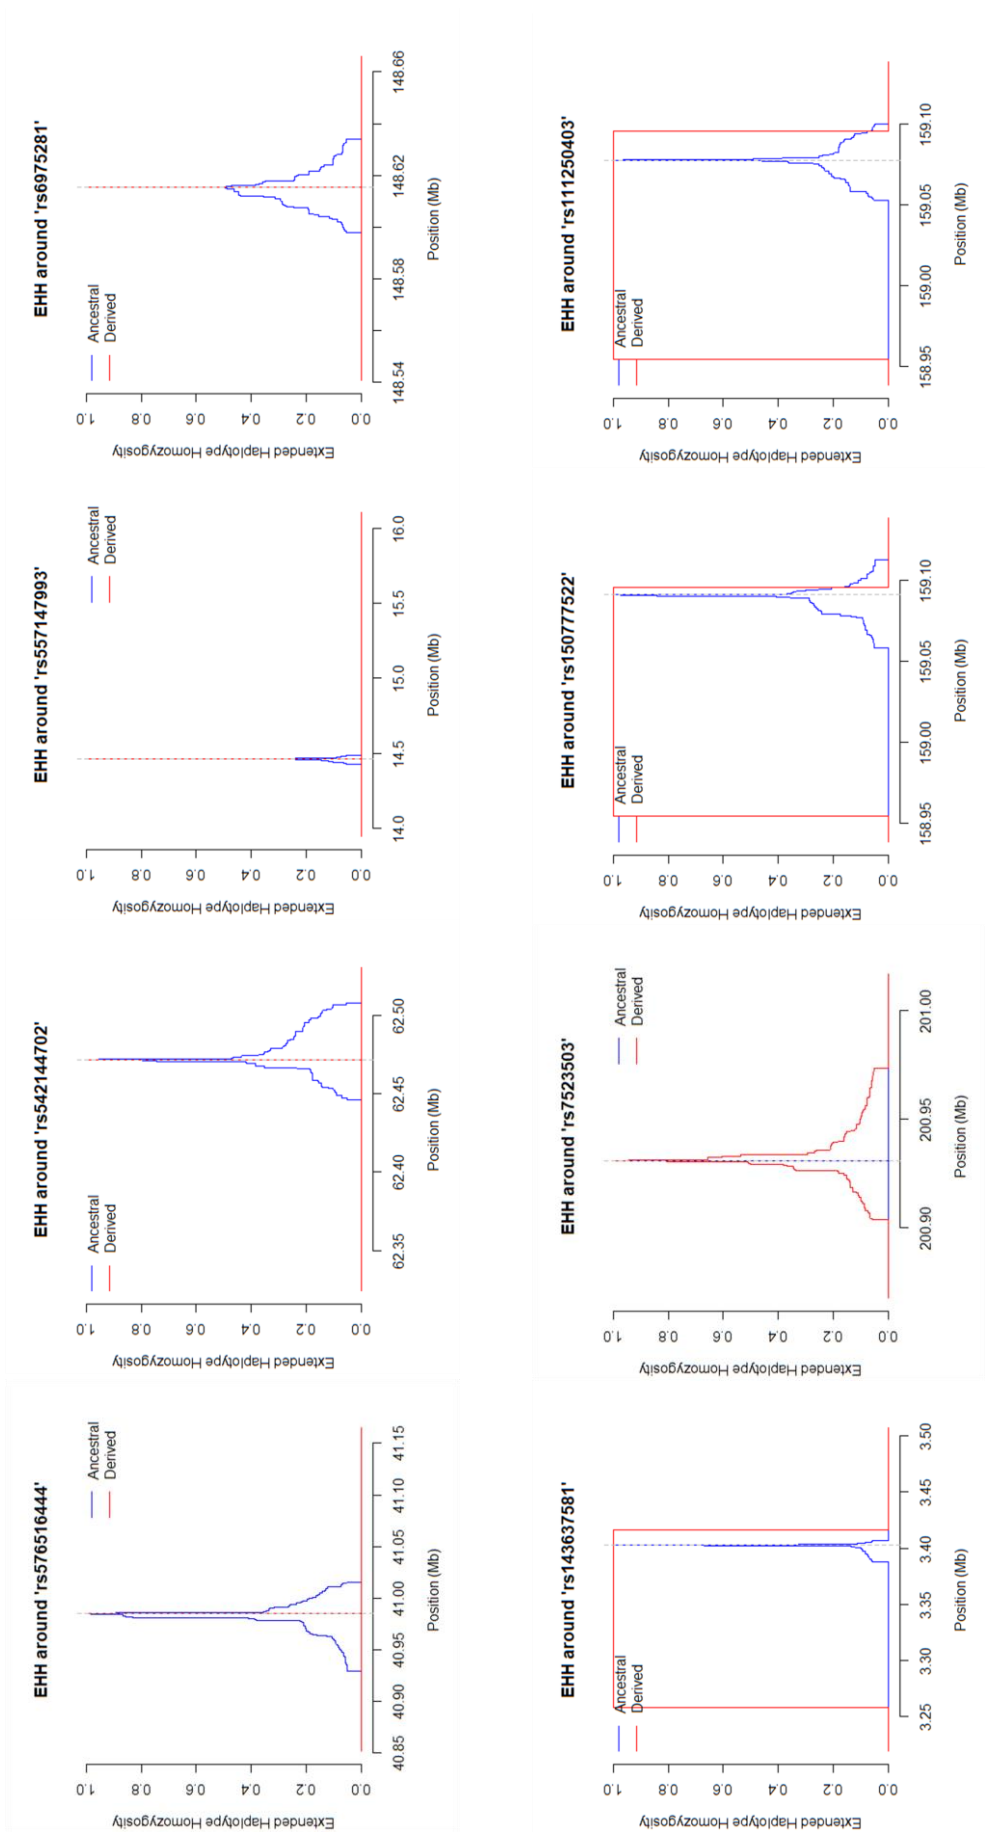 EHH around 'rs576516444'
Extended Haplotype Homozygosity
1.0
0.8
0.6
0.4
0.2
0.0
Ancestral
Derived
40.85 40.90 40.95 41.00 41.05 41.10 41.15
Position (Mb)
EHH around 'rs542144702'
Extended Haplotype Homozygosity
1.0
0.8
0.6
0.4
0.2
0.0
Ancestral
Derived
62.35 62.40 62.45 62.50
Position (Mb)
EHH around 'rs557147993'
Extended Haplotype Homozygosity
1.0
0.8
0.6
0.4
0.2
0.0
Ancestral
Derived
14.0 14.5 15.0 15.5 16.0
Position (Mb)
EHH around 'rs6975281'
Extended Haplotype Homozygosity
1.0
0.8
0.6
0.4
0.2
0.0
Ancestral
Derived
148.54 148.58 148.62 148.66
Position (Mb)
EHH around 'rs143637581'
Extended Haplotype Homozygosity
1.0
0.8
0.6
0.4
0.2
0.0
Ancestral
Derived
3.25 3.30 3.35 3.40 3.45 3.50
Position (Mb)
EHH around 'rs7523503'
Extended Haplotype Homozygosity
1.0
0.8
0.6
0.4
0.2
0.0
Ancestral
Derived
200.90 200.95 201.00
Position (Mb)
EHH around 'rs150777522'
Extended Haplotype Homozygosity
1.0
0.8
0.6
0.4
0.2
0.0
Ancestral
Derived
158.95 159.00 159.05 159.10
Position (Mb)
EHH around 'rs111250403'
Extended Haplotype Homozygosity
1.0
0.8
0.6
0.4
0.2
0.0
Ancestral
Derived
158.95 159.00 159.05 159.10
Position (Mb)